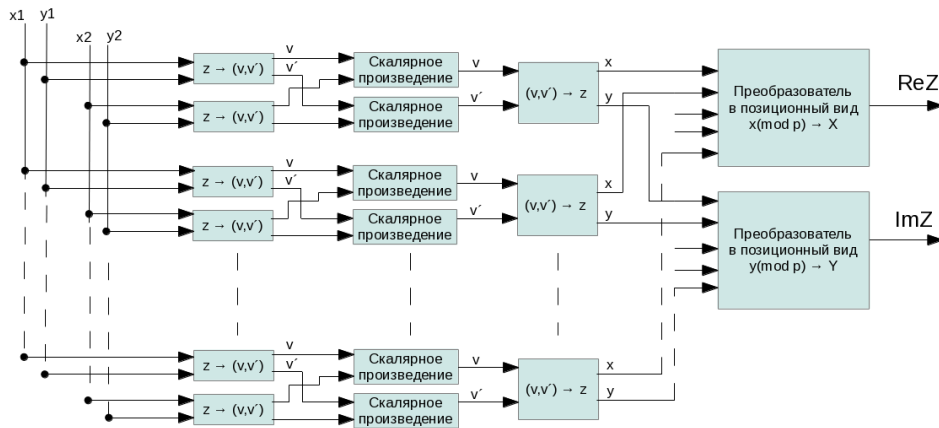 x1
y1
x2
y2
z → (v,v´)
v
v´
z → (v,v´)
Скалярное
произведение
Скалярное
произведение
v
v´
(v,v´) → z
x
y
Преобразователь
в позиционный вид
x(mod p) → X
ReZ
z → (v,v´)
v
v´
z → (v,v´)
Скалярное
произведение
Скалярное
произведение
v
v´
(v,v´) → z
x
y
Преобразователь
в позиционный вид
y(mod p) → Y
ImZ
z → (v,v´)
v
v´
z → (v,v´)
Скалярное
произведение
Скалярное
произведение
v
v´
(v,v´) → z
x
y